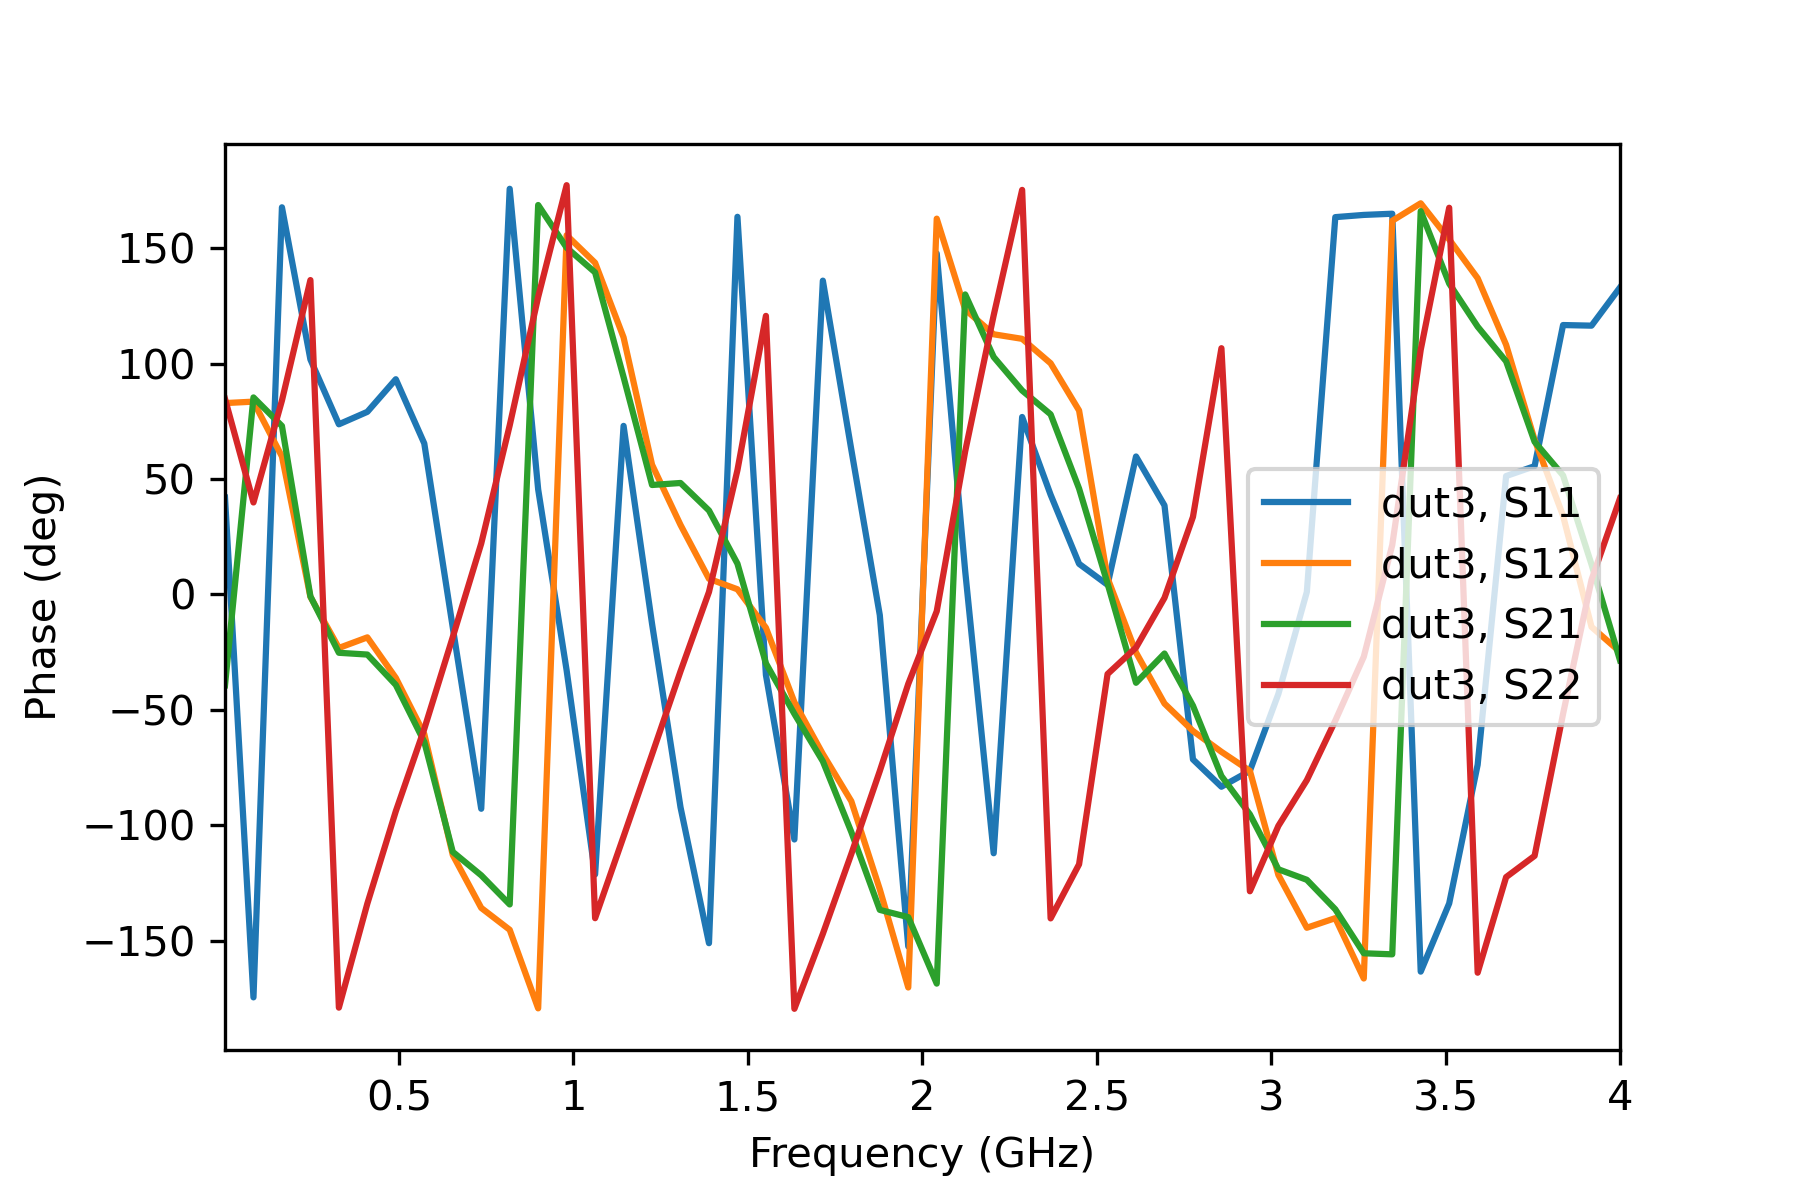 150
100
50
0
−50
−100
−150
Phase (deg)
dut3, S11
dut3, S12
dut3, S21
dut3, S22
0.5 1 1.5 2 2.5 3 3.5 4
Frequency (GHz)